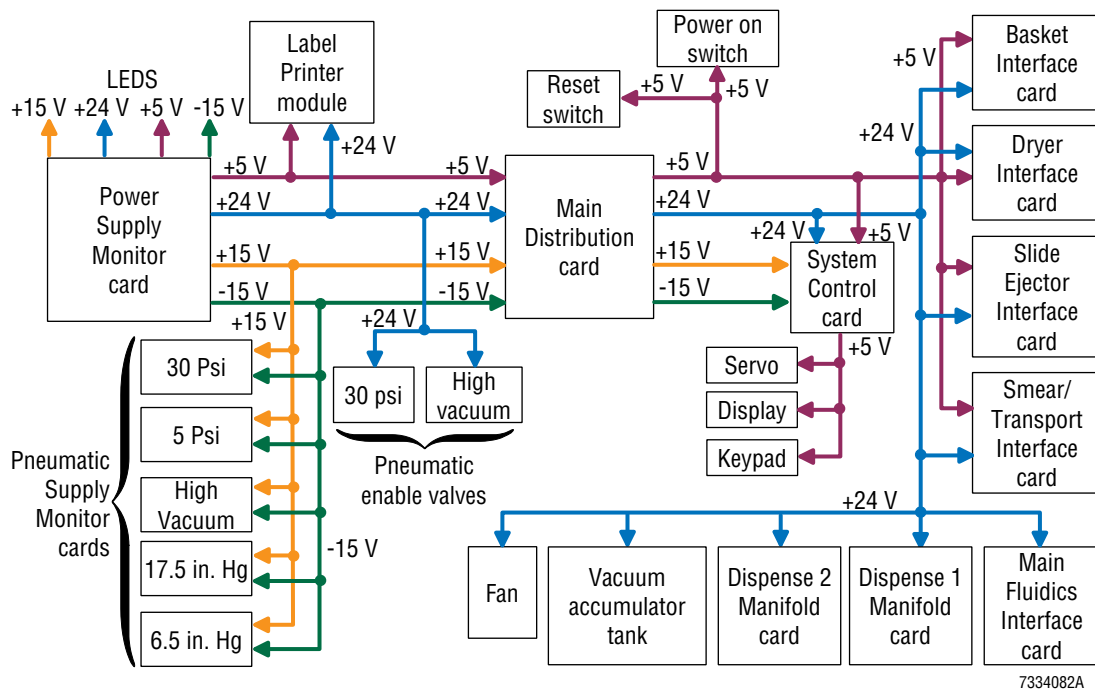 LEDS
+15 V +24 V +5 V -15 V
Label
Printer
module
+24 V
Power on
switch
+5 V
+5 V
Reset
switch
+5 V
Basket
Interface
card
+24 V
Dryer
Interface
card
Power
Supply
Monitor
card
+5 V
+24 V
+15 V
-15 V
+5 V
+24 V
+15 V
-15 V
Main
Distribution
card
+5 V
+24 V
+15 V
-15 V
+24 V
+5 V
System
Control
card
+5 V
Slide
Ejector
Interface
card
Smear/
Transport
Interface
card
+15 V
Pneumatic
Supply
Monitor
cards
30 Psi
5 Psi
High
Vacuum
17.5 in. Hg
6.5 in. Hg
-15 V
+24 V
30 psi
High
vacuum
Pneumatic
enable valves
Servo
Display
Keypad
+24 V
Fan
Vacuum
accumulator
tank
Dispense 2
Manifold
card
Dispense 1
Manifold
card
Main
Fluidics
Interface
card
7334082A